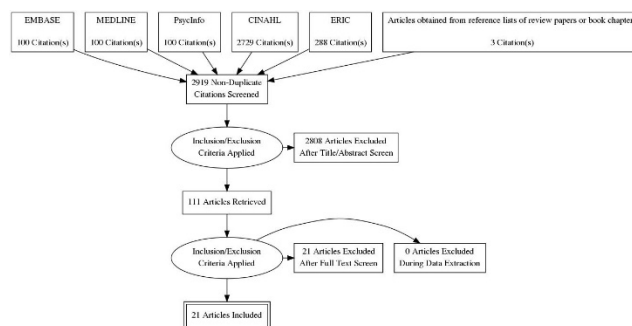 EMBASE
100 Citation(s)
MEDLINE
100 Citation(s)
PsycInfo
100 Citation(s)
CINAHL
2729 Citation(s)
ERIC
288 Citation(s)
Articles obtained from reference lists of review papers or book chapter
3 Citation(s)
2919 Non-Duplicate
Citations Screened
Inclusion/Exclusion
Criteria Applied
2808 Articles Excluded
After Title/Abstract Screen
111 Articles Retrieved
Inclusion/Exclusion
Criteria Applied
21 Articles Excluded
After Full Text Screen
0 Articles Excluded
During Data Extraction
21 Articles Included